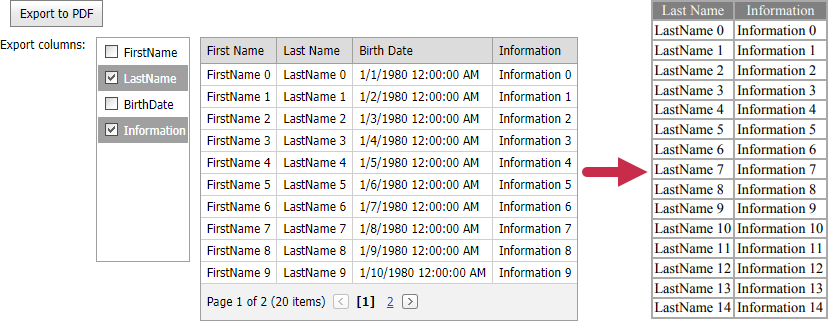 Export to PDF
Export columns:
FirstName
LastName
BirthDate
Information
First Name Last Name Birth Date Information
FirstName 0 LastName 0 1/1/1980 12:00:00 AM Information 0
FirstName 1 LastName 1 1/2/1980 12:00:00 AM Information 1
FirstName 2 LastName 2 1/3/1980 12:00:00 AM Information 2
FirstName 3 LastName 3 1/4/1980 12:00:00 AM Information 3
FirstName 4 LastName 4 1/5/1980 12:00:00 AM Information 4
FirstName 5 LastName 5 1/6/1980 12:00:00 AM Information 5
FirstName 6 LastName 6 1/7/1980 12:00:00 AM Information 6
FirstName 7 LastName 7 1/8/1980 12:00:00 AM Information 7
FirstName 8 LastName 8 1/9/1980 12:00:00 AM Information 8
FirstName 9 LastName 9 1/10/1980 12:00:00 AM Information 9
Page 1 of 2 (20 items) < [1] 2 >
Last Name Information
LastName 0 Information 0
LastName 1 Information 1
LastName 2 Information 2
LastName 3 Information 3
LastName 4 Information 4
LastName 5 Information 5
LastName 6 Information 6
LastName 7 Information 7
LastName 8 Information 8
LastName 9 Information 9
LastName 10 Information 10
LastName 11 Information 11
LastName 12 Information 12
LastName 13 Information 13
LastName 14 Information 14